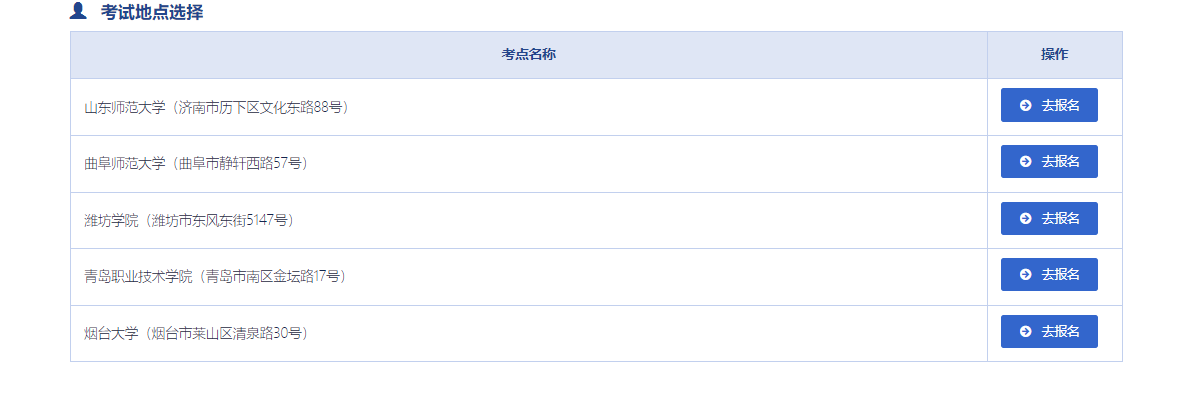 考试地点选择
考点名称 操作
山东师范大学（济南市历下区文化东路88号） 去报名
曲阜师范大学（曲阜市静轩西路57号） 去报名
潍坊学院（潍坊市东风东街5147号） 去报名
青岛职业技术学院（青岛市南区金坛路17号） 去报名
烟台大学（烟台市莱山区清泉路30号） 去报名